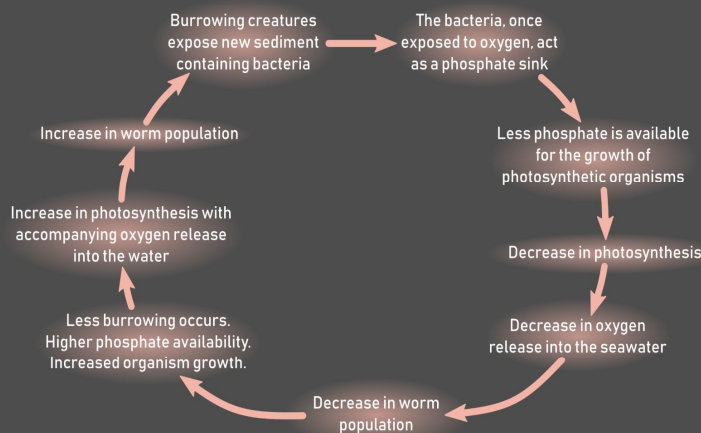 Burrowing creatures
expose new sediment
containing bacteria
The bacteria, once
exposed to oxygen, act
as a phosphate sink
Less phosphate is available
for the growth of
photosynthetic organisms
Decrease in photosynthesis
Decrease in oxygen
release into the seawater
Decrease in worm
population
Less burrowing occurs.
Higher phosphate availability.
Increased organism growth.
Increase in photosynthesis with
accompanying oxygen release
into the water
Increase in worm population